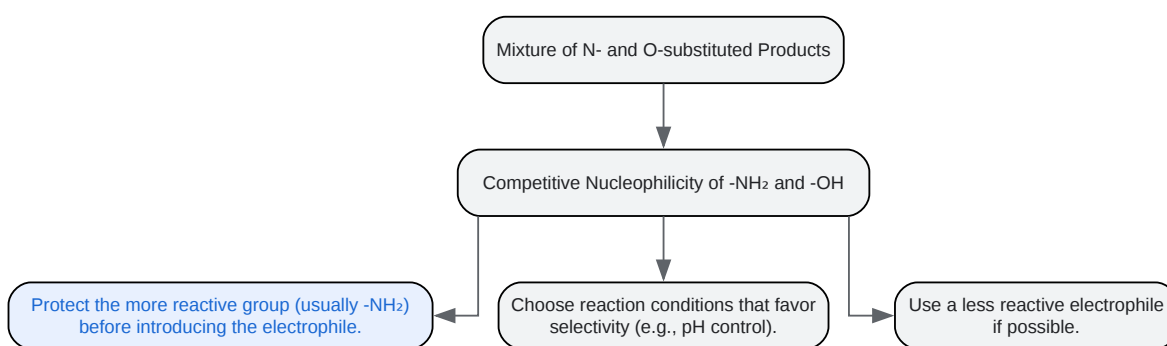 Mixture of N- and O-substituted Products
Competitive Nucleophilicity of -NH₂ and -OH
Protect the more reactive group (usually -NH₂)
before introducing the electrophile.
Choose reaction conditions that favor
selectivity (e.g., pH control).
Use a less reactive electrophile
if possible.